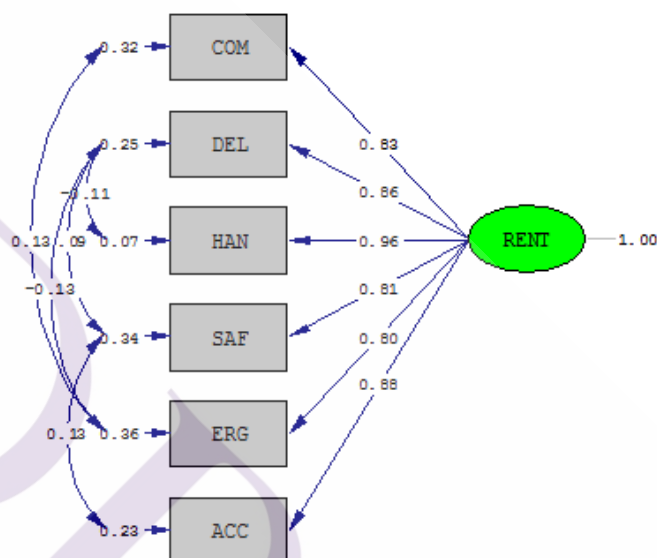 0.32 COM
0.83
0.25 DEL
0.86
-0.11
0.13 .09 0.07 HAN 0.96 RENT 1.00
-0.13
0.81
0.34 SAF 0.80
0.88
0.13 0.36 ERG
0.23 ACC